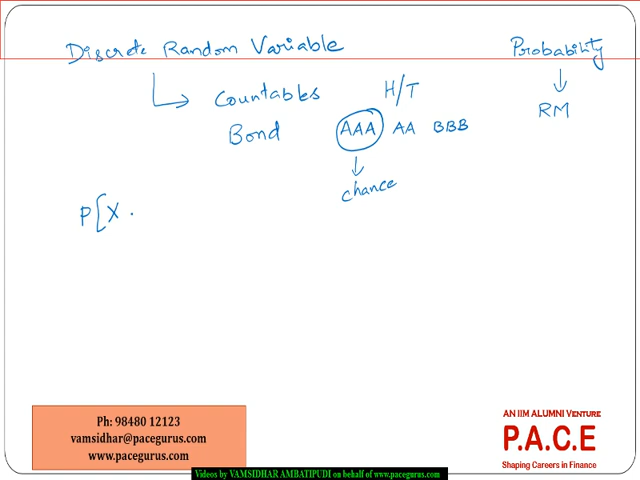 Discrete Random Variable
Probability
Countables
H/T
RM
Bond
AAA AA BBB
chance
P[X .
Ph: 98480 12123
vamsidhar@pacegurus.com
www.pacegurus.com
AN IIM ALUMNI VENTURE
P.A.C.E
Shaping Careers in Finance
Videos by VAMSIDHAR AMBATIPUDI on behalf of www.pacegurus.com